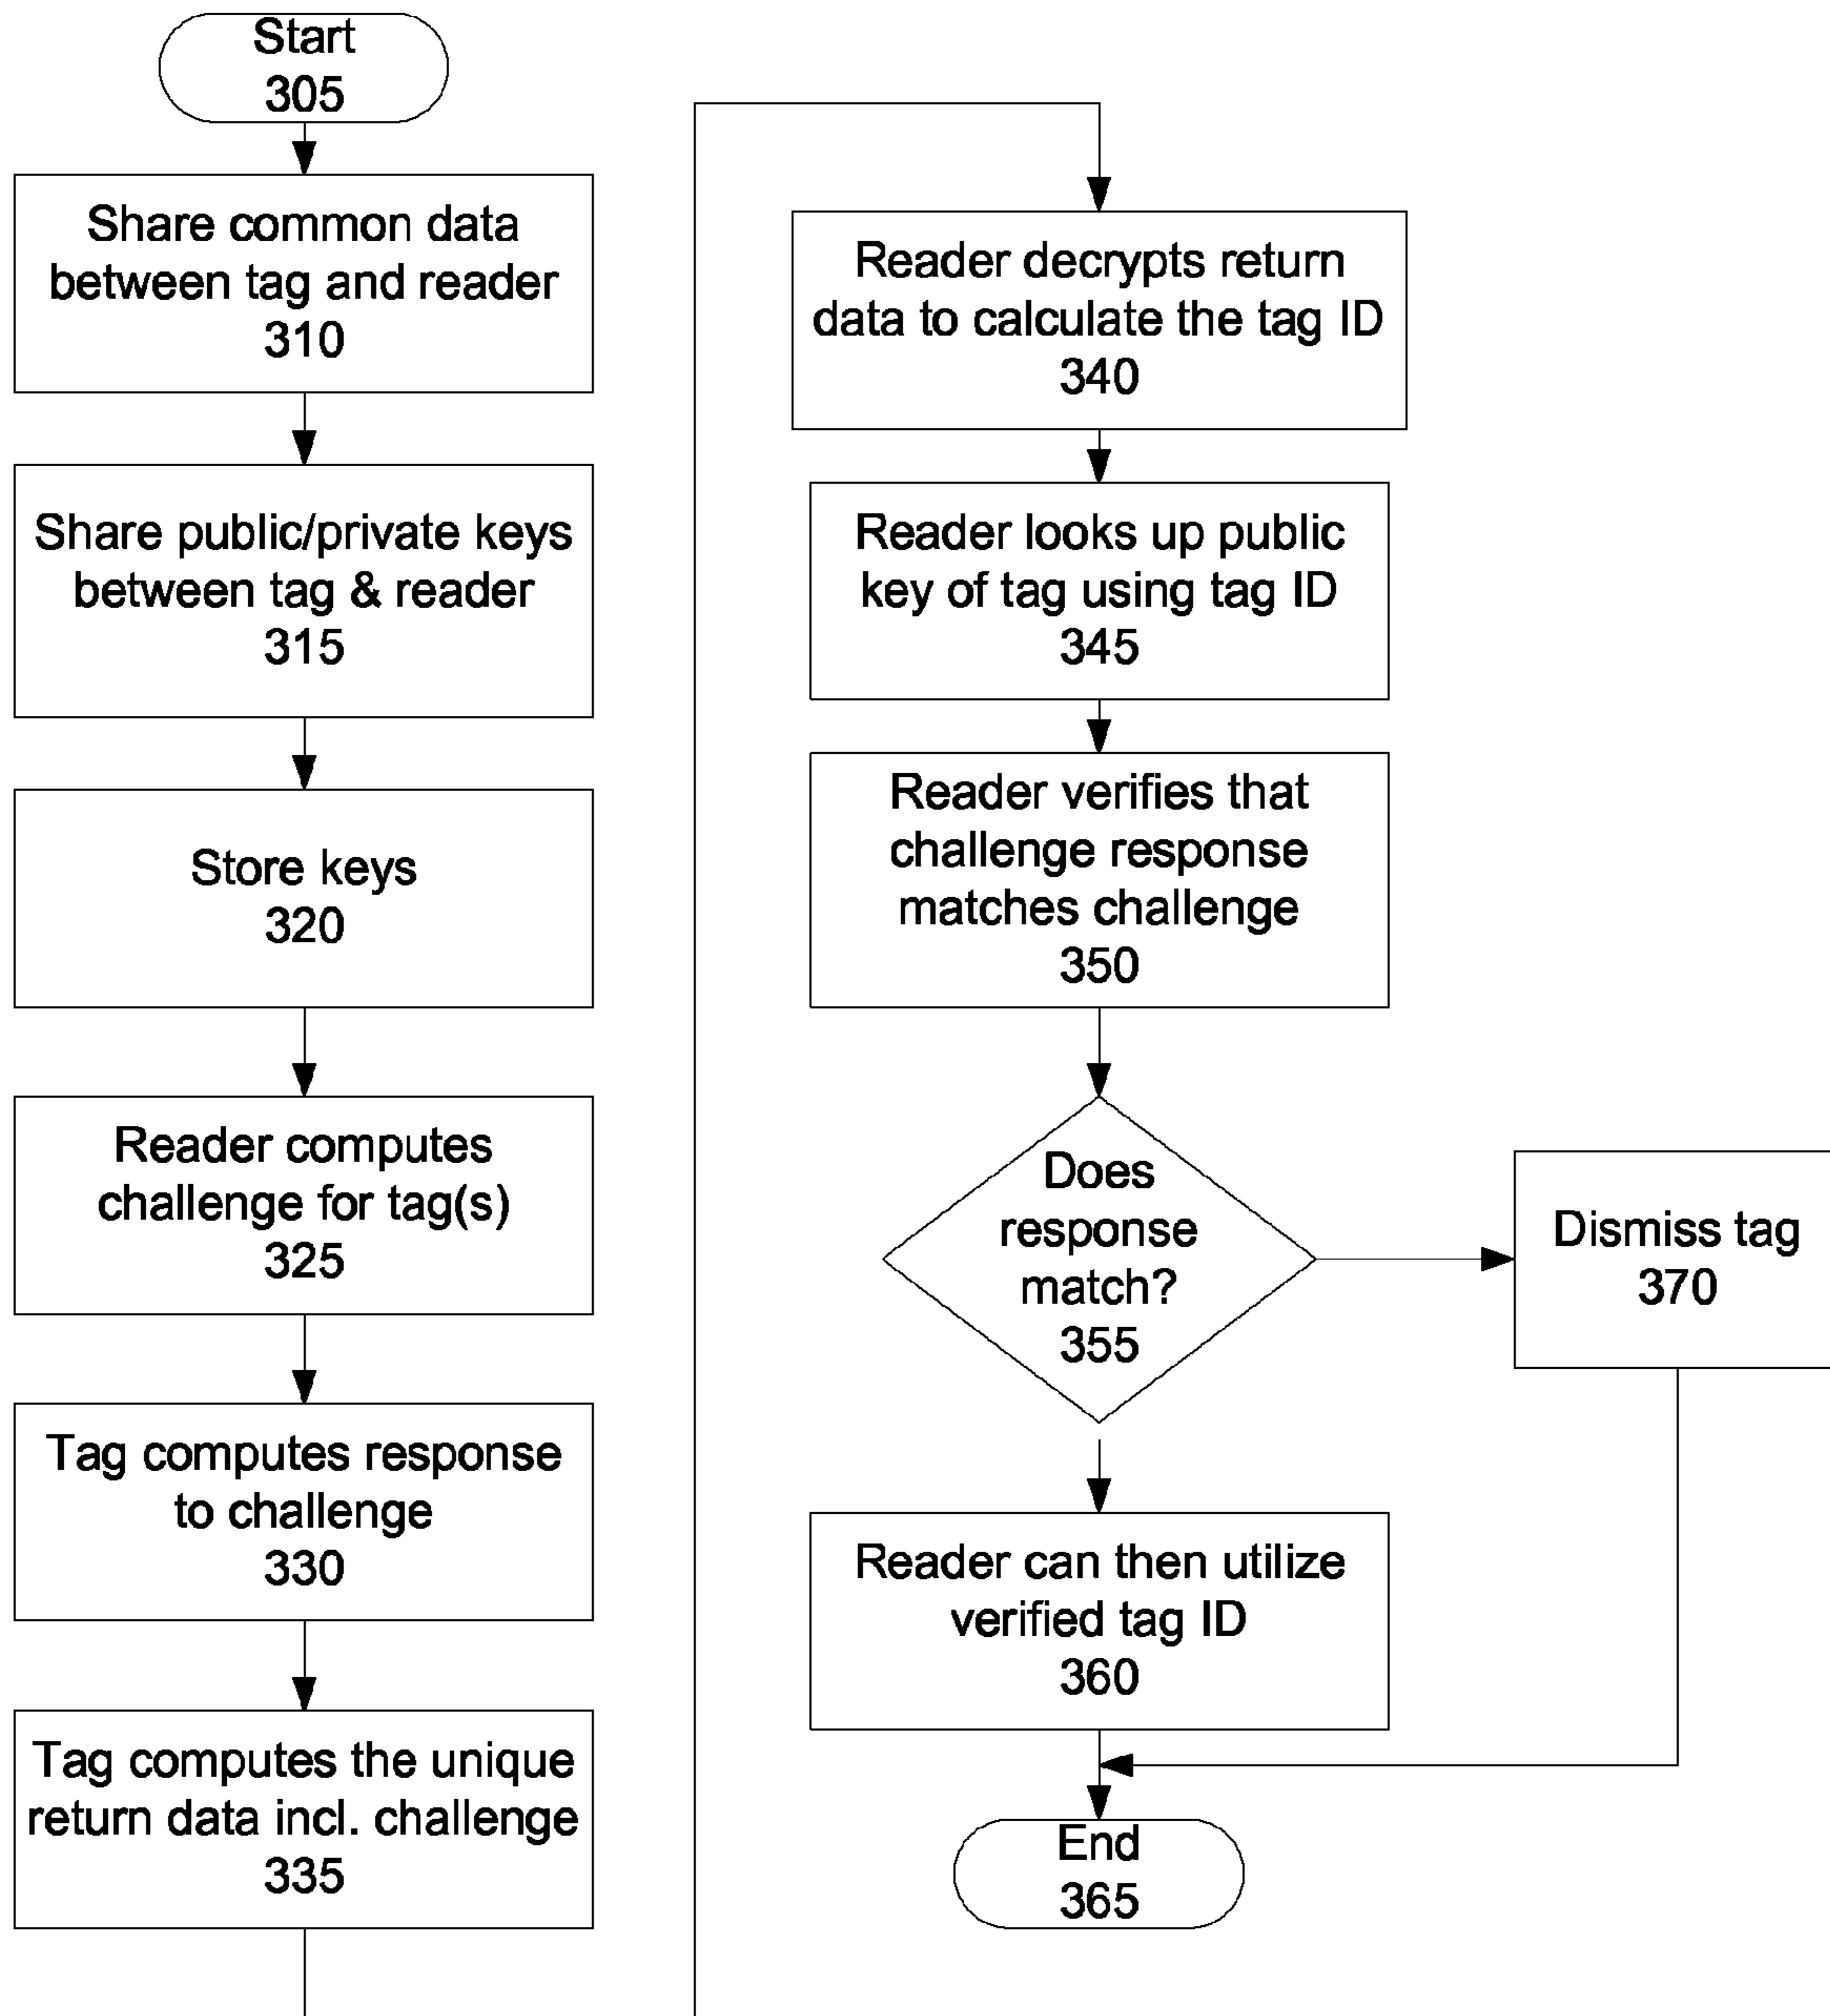 Start
305
Share common data
between tag and reader
310
Share public/private keys
between tag & reader
315
Store keys
320
Reader computes
challenge for tag(s)
325
Tag computes response
to challenge
330
Tag computes the unique
return data incl. challenge
335
Reader decrypts return
data to calculate the tag ID
340
Reader looks up public
key of tag using tag ID
345
Reader verifies that
challenge response
matches challenge
350
Does
response
match?
355
Dismiss tag
370
Reader can then utilize
verified tag ID
360
End
365